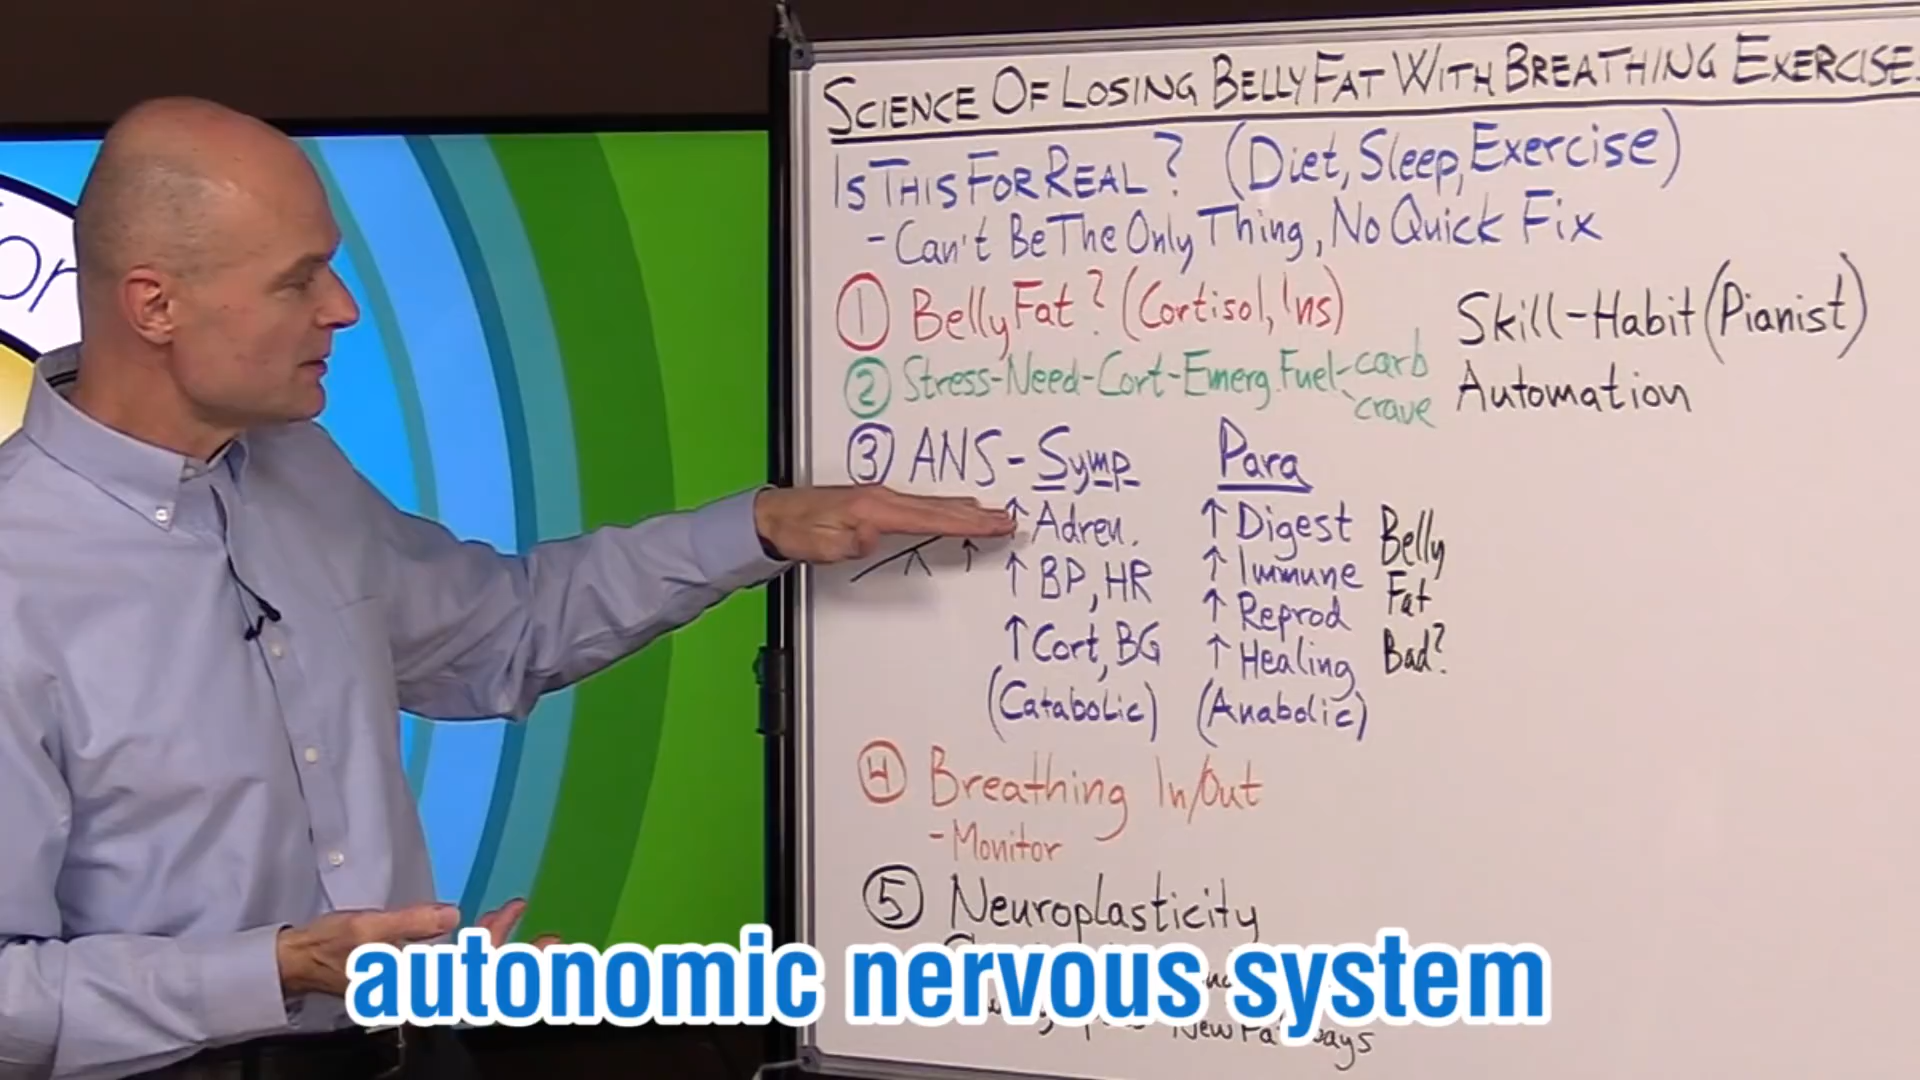 or
SCIENCE OF LOSING BELLY FAT WITH BREATHING EXERCISE
IS THIS FOR REAL? (Diet, Sleep, Exercise)
- Can't Be The Only Thing, No Quick Fix
① Belly Fat? (Cortisol, Ins)
② Stress-Need-Cort-Emerg. Fuel-carb
crave
Skill-Habit (Pianist)
Automation
③ ANS - Symp
↑ Adren.
↑ BP, HR
↑ Cort, BG
(Catabolic)
Para
↑ Digest
↑ Immune
↑ Reprod
↑ Healing
(Anabolic)
Belly
Fat
Bad?
④ Breathing In/Out
- Monitor
⑤ Neuroplasticity
autonomic nervous system
New